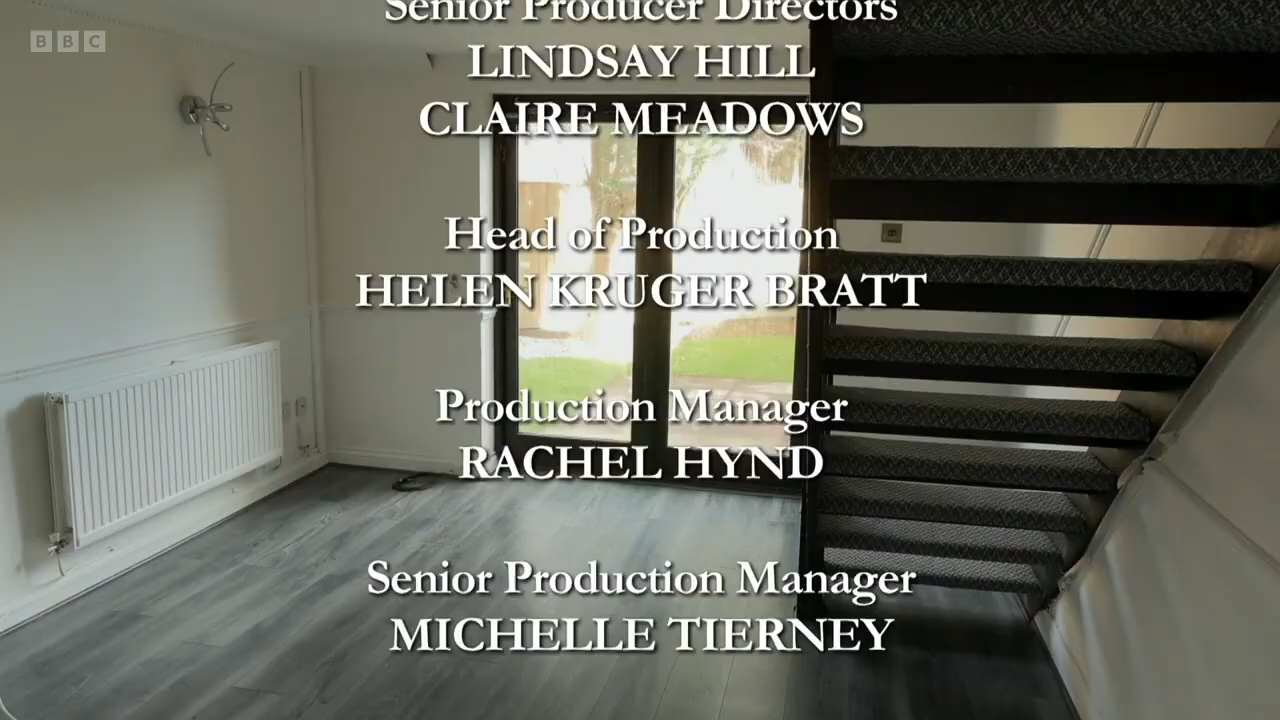 BBC
Senior Producer Directors
LINDSAY HILL
CLAIRE MEADOWS
Head of Production
HELEN KRUGER BRATT
Production Manager
RACHEL HYND
Senior Production Manager
MICHELLE TIERNEY